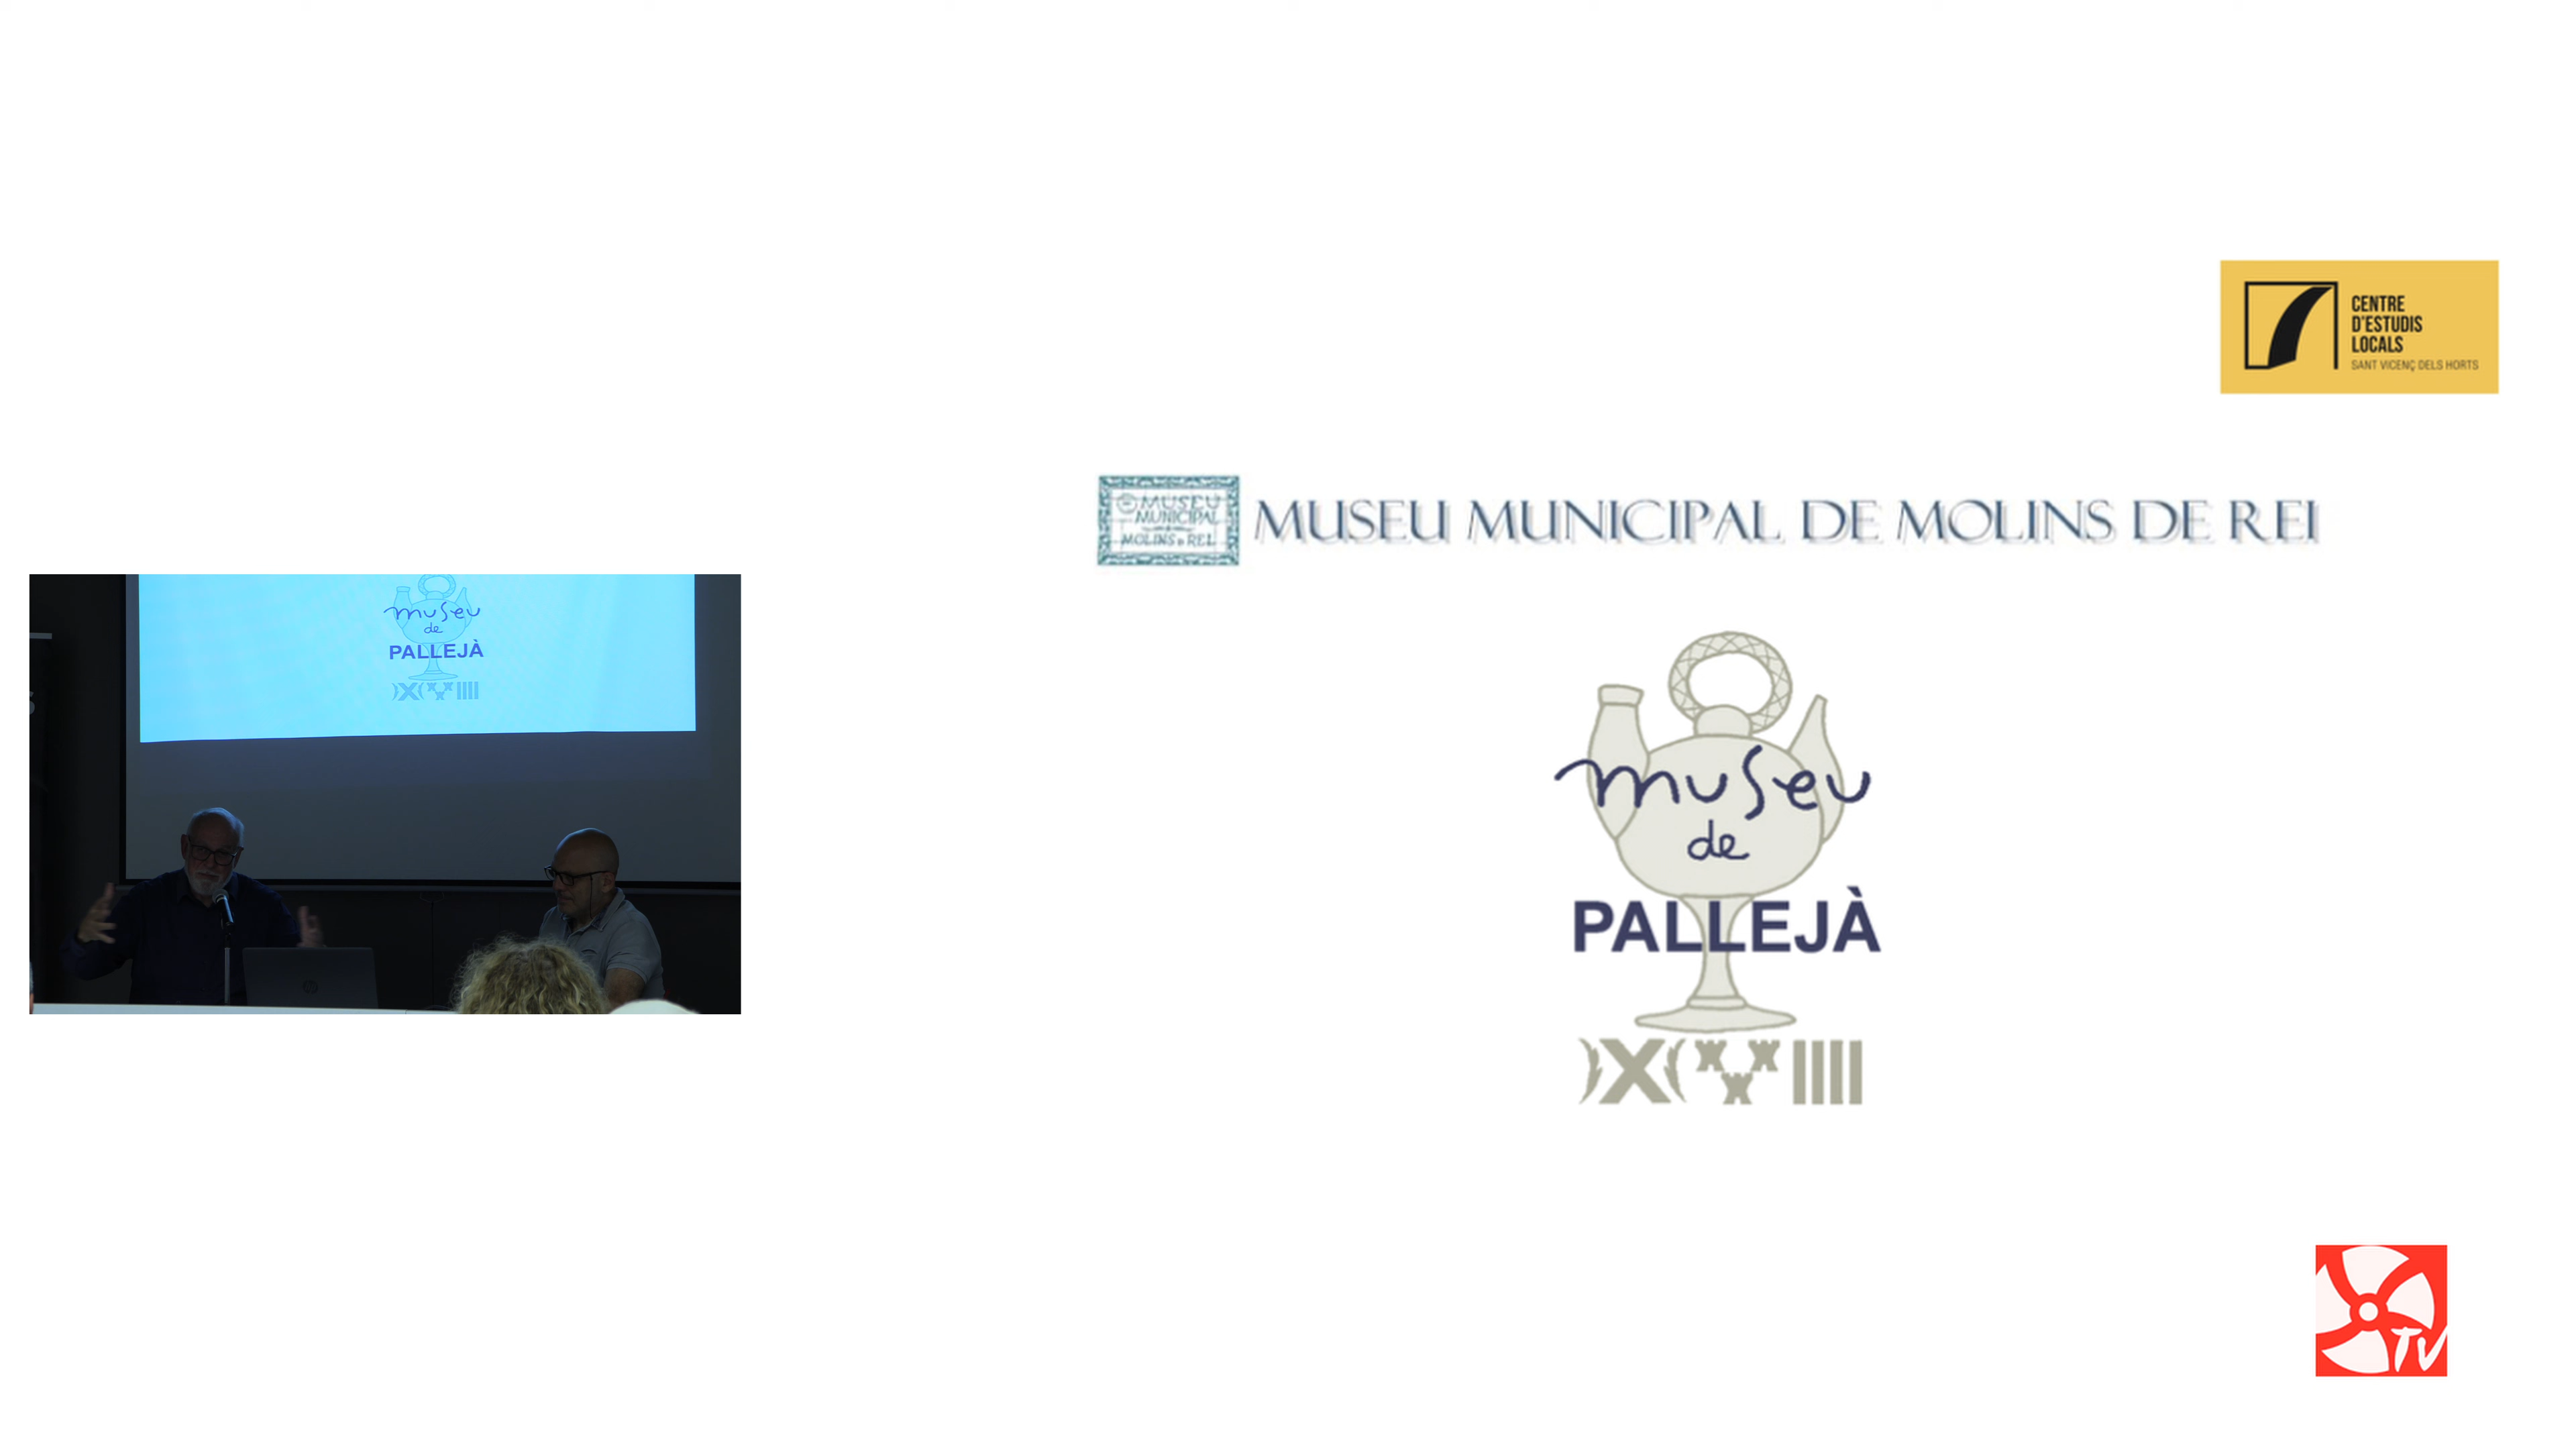 CENTRE
D'ESTUDIS
LOCALS
SANT VICENÇ DELS HORTS
MUSEU
MUNICIPAL
MOLINS DE REI
MUSEU MUNICIPAL DE MOLINS DE REI
museu
de
PALLEJÀ
museu
de
PALLEJÀ
hp
TV